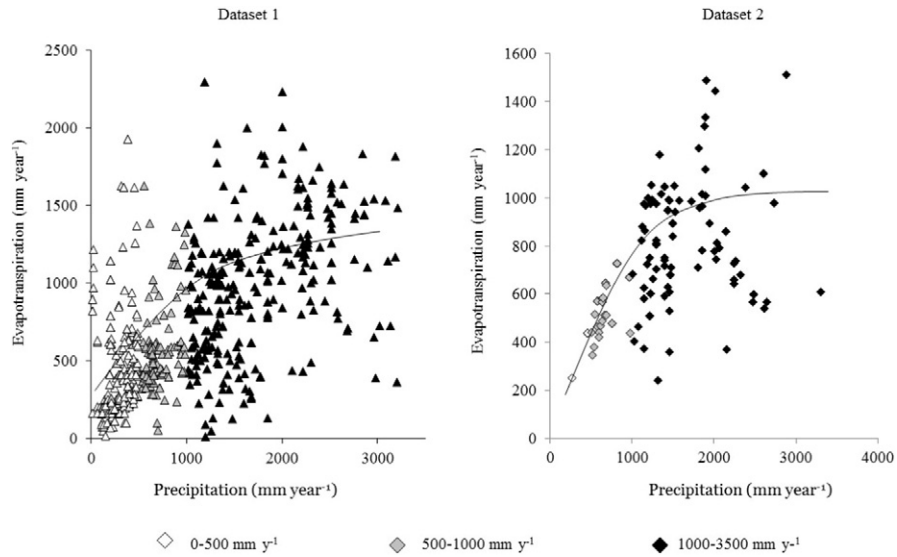 Dataset 1
Dataset 2
Evapotranspiration (mm year⁻¹)
2500
2000
1500
1000
500
0
0 1000 2000 3000
Precipitation (mm year⁻¹)
Evapotranspiration (mm year⁻¹)
1600
1400
1200
1000
800
600
400
200
0
0 1000 2000 3000 4000
Precipitation (mm year⁻¹)
0-500 mm y⁻¹ 500-1000 mm y⁻¹ 1000-3500 mm y-¹